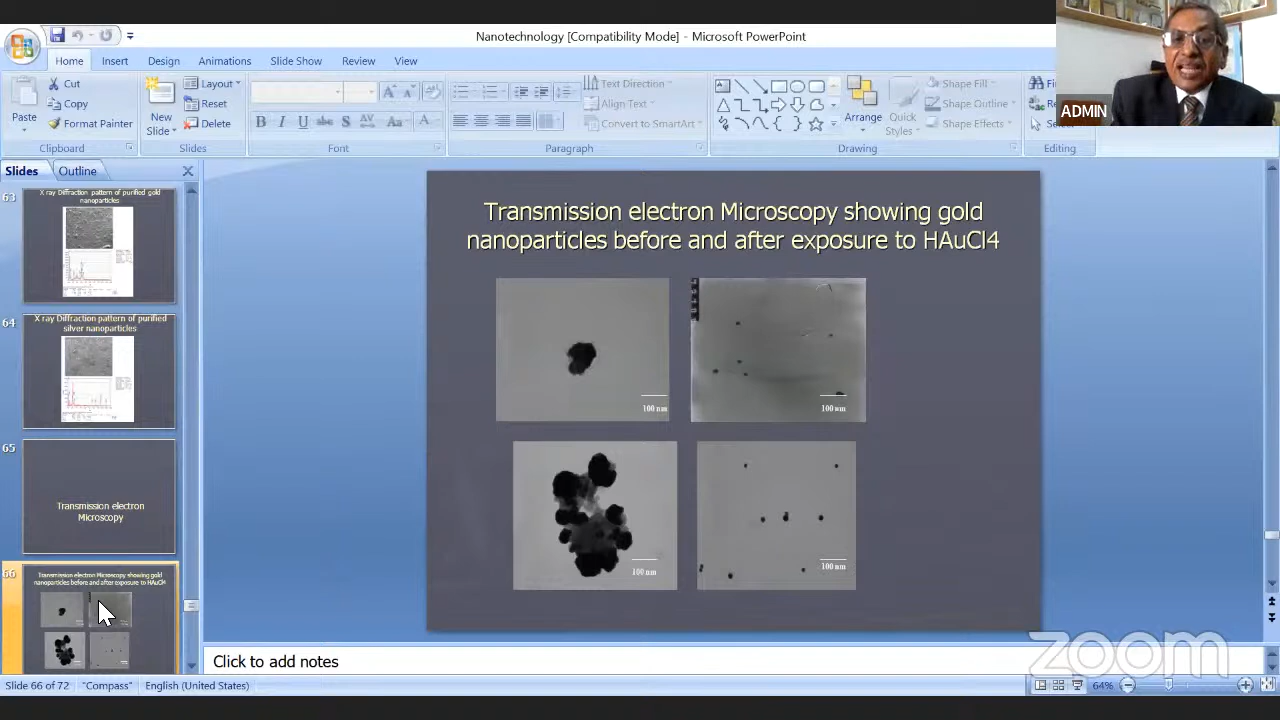 Nanotechnology [Compatibility Mode] - Microsoft PowerPoint
Home Insert Design Slide Show Animations Review View
Cut
Copy
Format Painter
Paste
Clipboard
New
Slide
Layout
Reset
Delete
Slides
B I U abc S AV Aa A
Font
Text Direction
Align Text
Convert to SmartArt
Paragraph
Arrange
Quick
Styles
Shape Fill
Shape Outline
Shape Effects
Drawing
Editing
ADMIN
Slides Outline
63
X ray Diffraction pattern of purified gold
nanoparticles
64
X ray Diffraction pattern of purified
silver nanoparticles
65
Transmission electron
Microscopy
66
Transmission electron Microscopy showing gold
nanoparticles before and after exposure to HAuCl4
Transmission electron Microscopy showing gold
nanoparticles before and after exposure to HAuCl4
100 nm
100 nm
100 nm
100 nm
Click to add notes
zoom
Slide 66 of 72 "Compass" English (United States)
64%